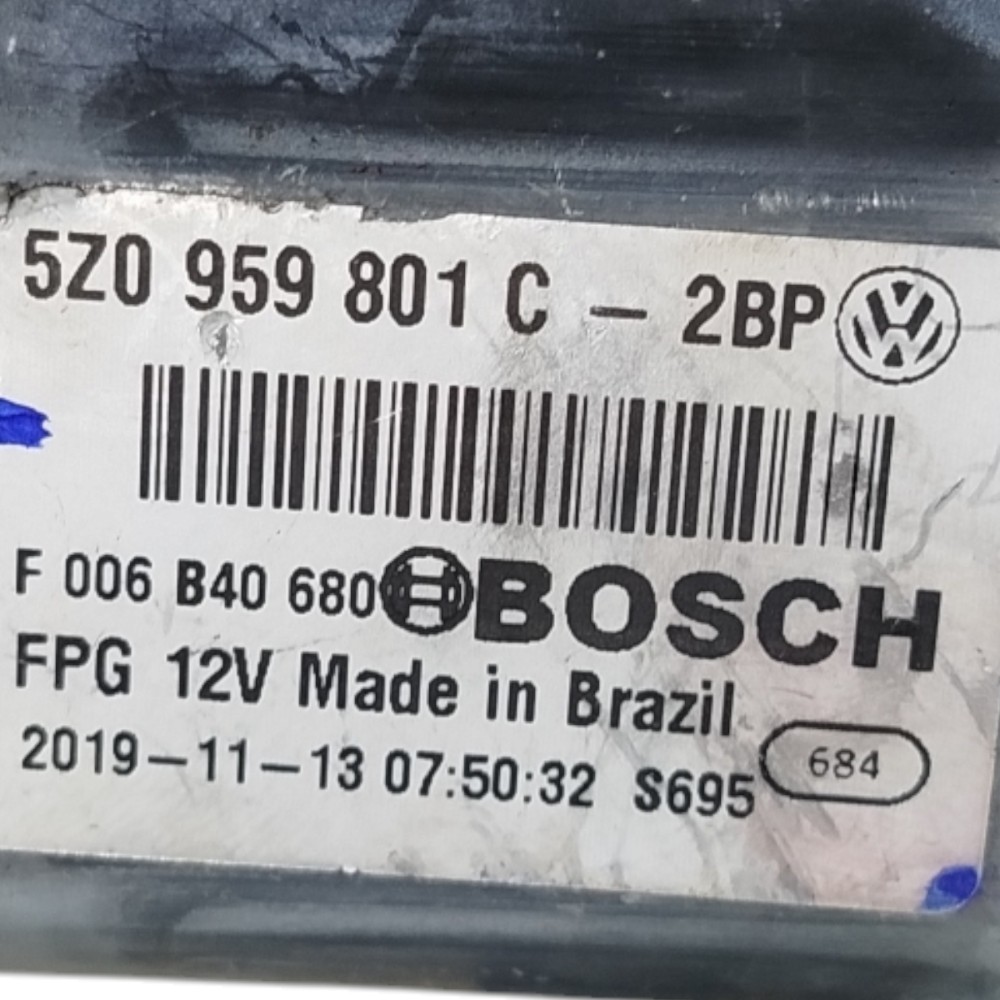 5Z0 959 801 C – 2BP
F 006 B40 680 BOSCH
FPG 12V Made in Brazil
2019–11–13 07:50:32 S695 684